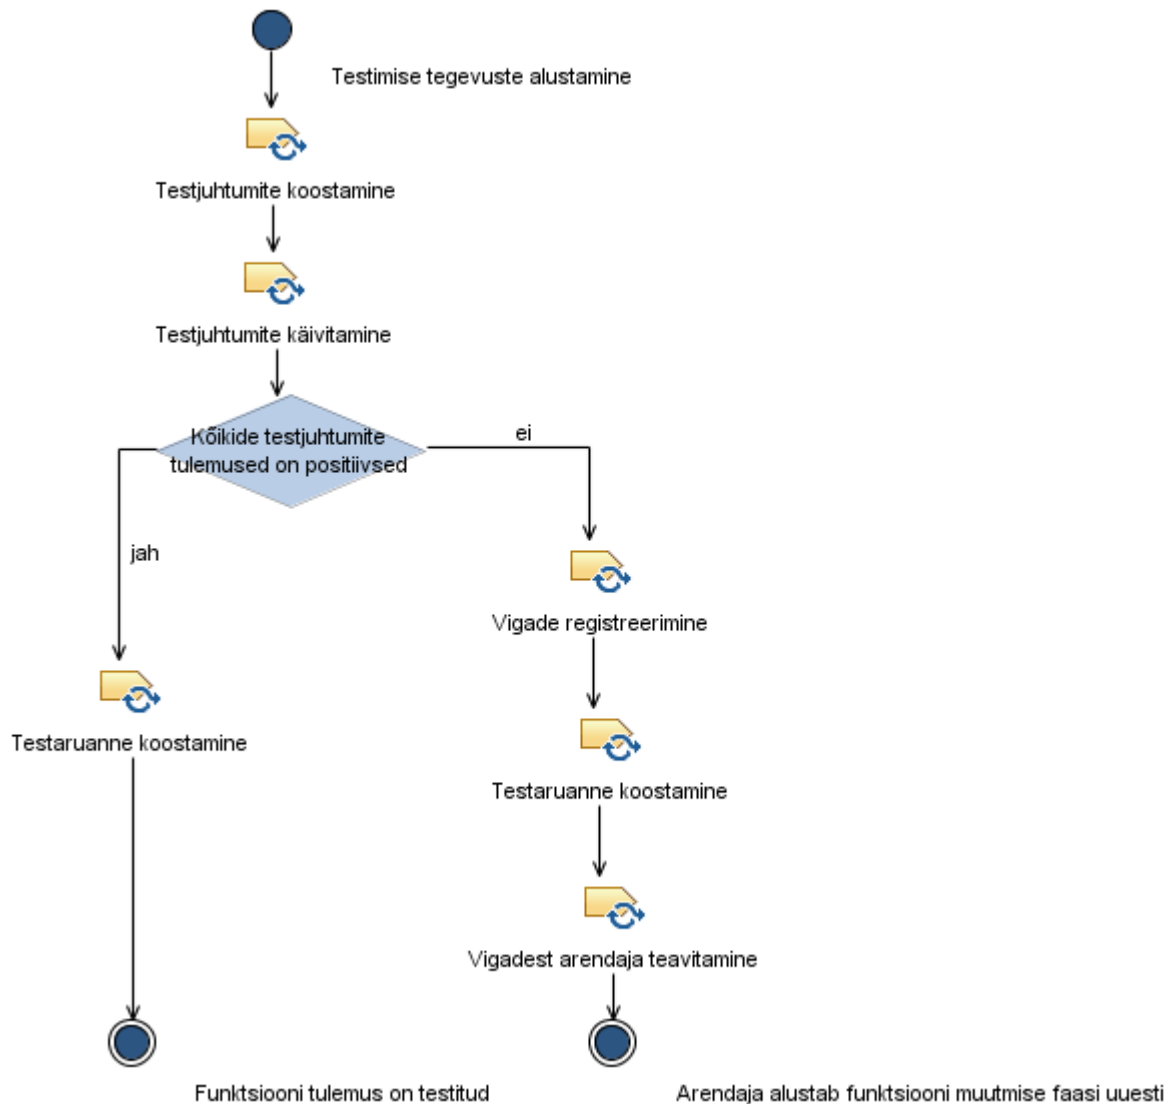 Testimise tegevuste alustamine
Testjuhtumite koostamine
Testjuhtumite käivitamine
Kõikide testjuhtumite
tulemused on positiivsed
ei
jah
Vigade registreerimine
Testaruanne koostamine
Testaruanne koostamine
Vigadest arendaja teavitamine
Funktsiooni tulemus on testitud
Arendaja alustab funktsiooni muutmise faasi uuesti